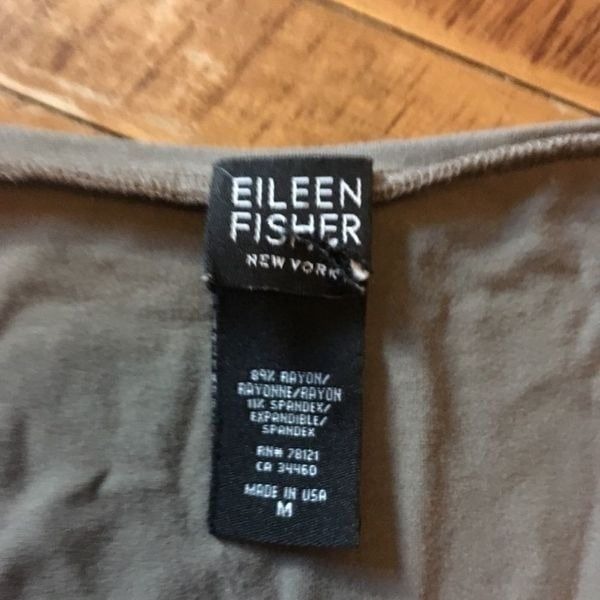 EILEEN
FISHER
NEW YORK
89% RAYON/
RAYONNE/RAYON
11% SPANDEX/
EXPANDIBLE/
SPANDEX
RN# 78121
CA 34460
MADE IN USA
M